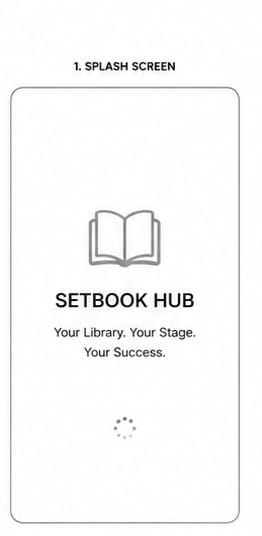 1. SPLASH SCREEN
SETBOOK HUB
Your Library. Your Stage.
Your Success.